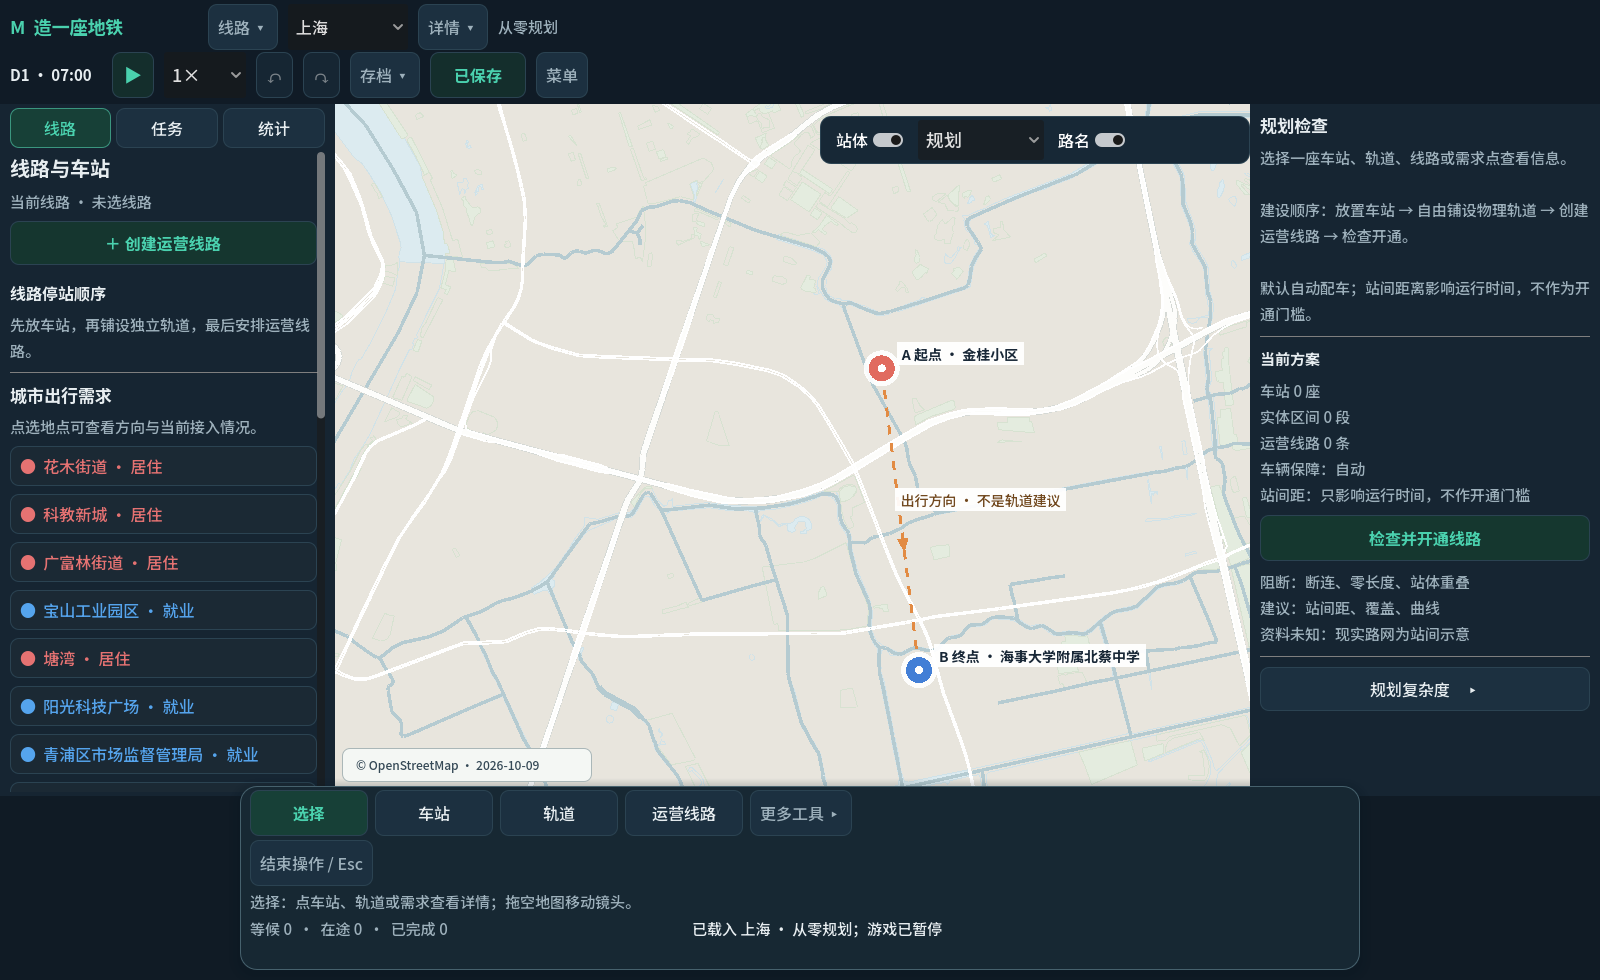 M 造一座地铁
线路 ▾
上海
详情 ▾
从零规划
D1 · 07:00
1×
存档 ▾
已保存
菜单
线路
任务
统计
线路与车站
当前线路 · 未选线路
＋ 创建运营线路
线路停站顺序
先放车站，再铺设独立轨道，最后安排运营线
路。
城市出行需求
点选地点可查看方向与当前接入情况。
花木街道 · 居住
科教新城 · 居住
广富林街道 · 居住
宝山工业园区 · 就业
塘湾 · 居住
阳光科技广场 · 就业
青浦区市场监督管理局 · 就业
站体
规划
路名
A 起点 · 金桂小区
出行方向 · 不是轨道建议
B 终点 · 海事大学附属北蔡中学
© OpenStreetMap · 2026-10-09
规划检查
选择一座车站、轨道、线路或需求点查看信息。
建设顺序：放置车站 → 自由铺设物理轨道 → 创建
运营线路 → 检查开通。
默认自动配车；站间距离影响运行时间，不作为开
通门槛。
当前方案
车站 0 座
实体区间 0 段
运营线路 0 条
车辆保障：自动
站间距：只影响运行时间，不作开通门槛
检查并开通线路
阻断：断连、零长度、站体重叠
建议：站间距、覆盖、曲线
资料未知：现实路网为站间示意
规划复杂度 ▸
选择
车站
轨道
运营线路
更多工具 ▸
结束操作 / Esc
选择：点车站、轨道或需求查看详情；拖空地图移动镜头。
等候 0 · 在途 0 · 已完成 0
已载入 上海 · 从零规划；游戏已暂停